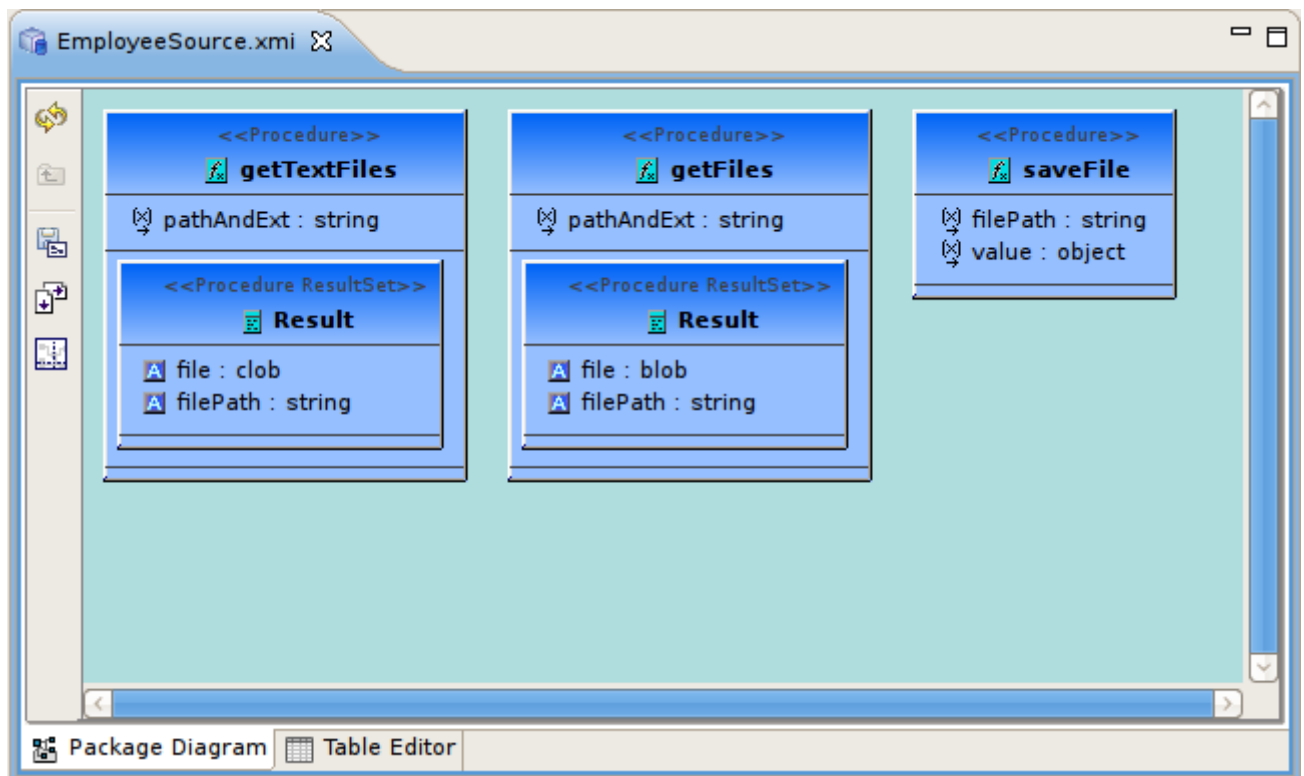 EmployeeSource.xmi
<<Procedure>>
getTextFiles
pathAndExt : string
<<Procedure ResultSet>>
Result
file : clob
filePath : string
<<Procedure>>
getFiles
pathAndExt : string
<<Procedure ResultSet>>
Result
file : blob
filePath : string
<<Procedure>>
saveFile
filePath : string
value : object
Package Diagram
Table Editor